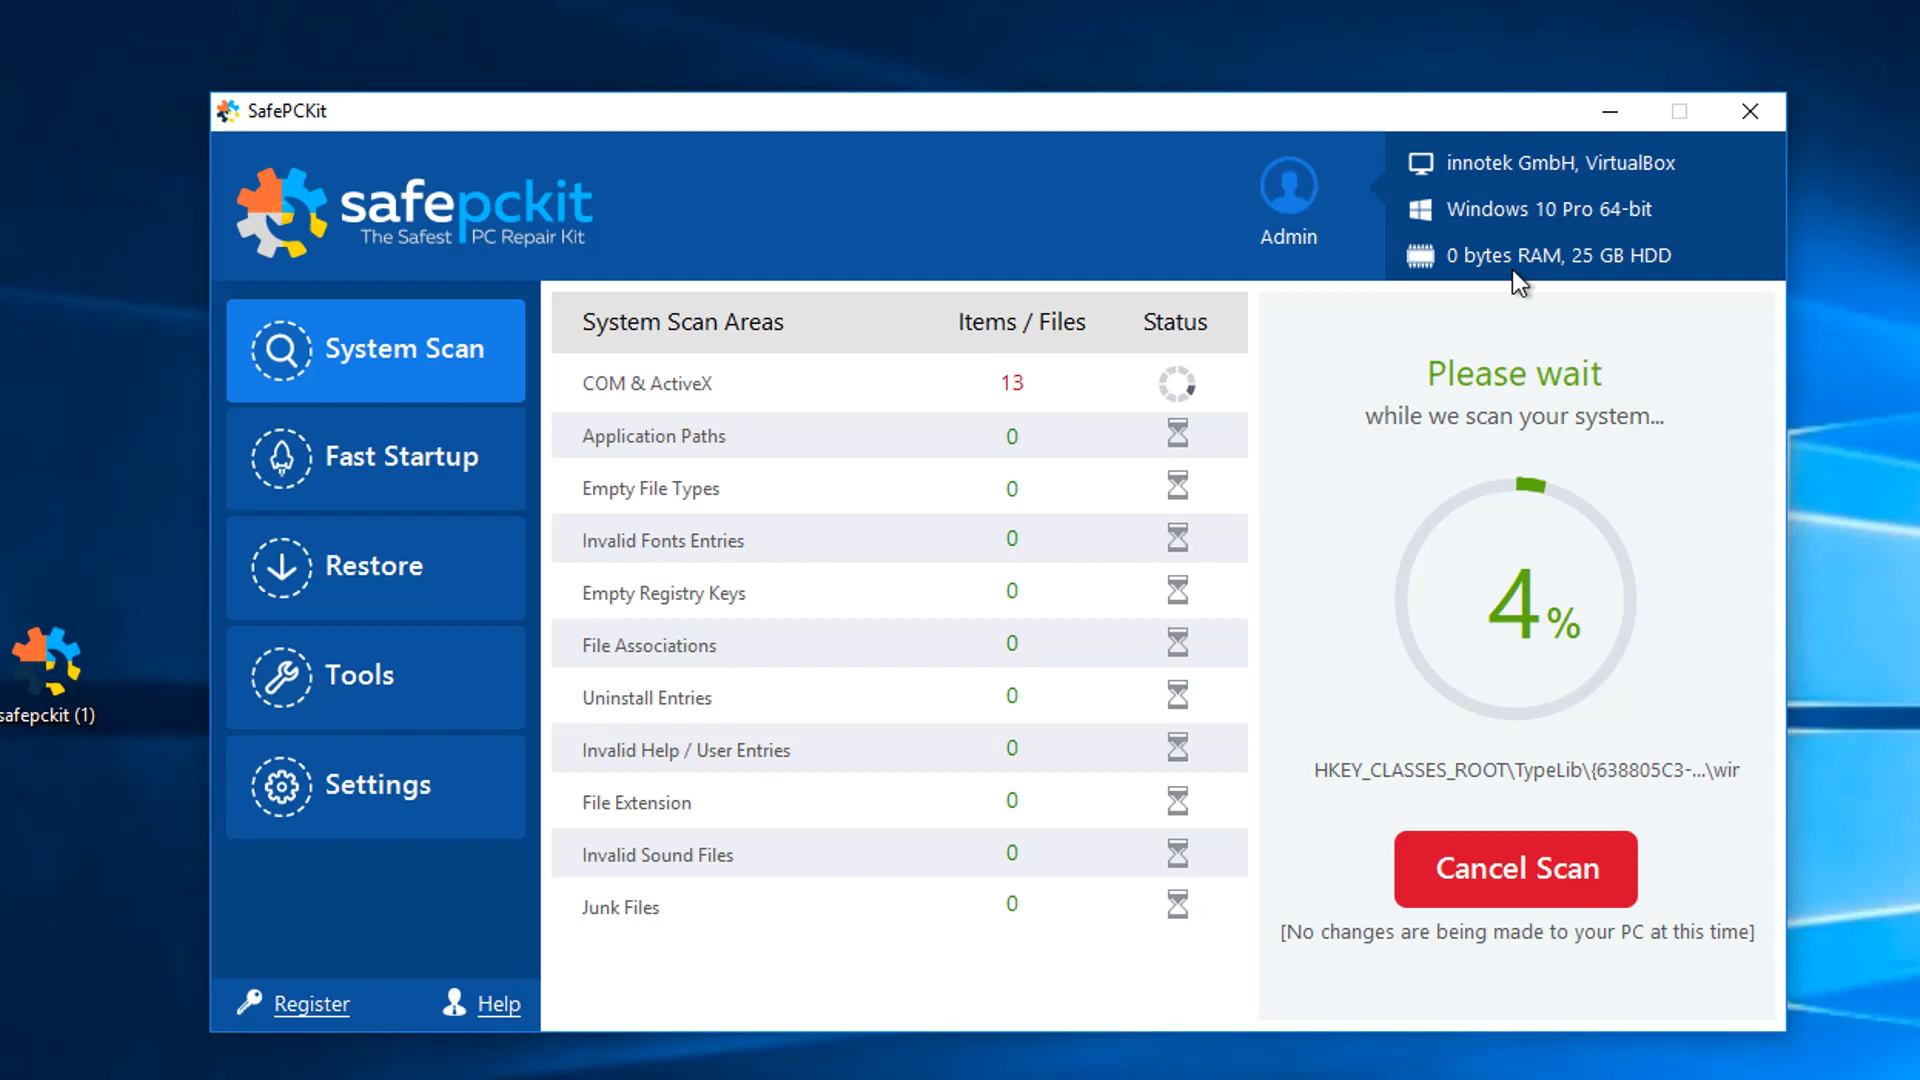 SafePCKit
safepckit
The Safest PC Repair Kit
Admin
innotek GmbH, VirtualBox
Windows 10 Pro 64-bit
0 bytes RAM, 25 GB HDD
System Scan
Fast Startup
Restore
Tools
Settings
Register Help
System Scan Areas Items / Files Status
COM & ActiveX 13
Application Paths 0
Empty File Types 0
Invalid Fonts Entries 0
Empty Registry Keys 0
File Associations 0
Uninstall Entries 0
Invalid Help / User Entries 0
File Extension 0
Invalid Sound Files 0
Junk Files 0
Please wait
while we scan your system...
4%
HKEY_CLASSES_ROOT\TypeLib\{638805C3-...\wir
Cancel Scan
[No changes are being made to your PC at this time]
safepckit (1)